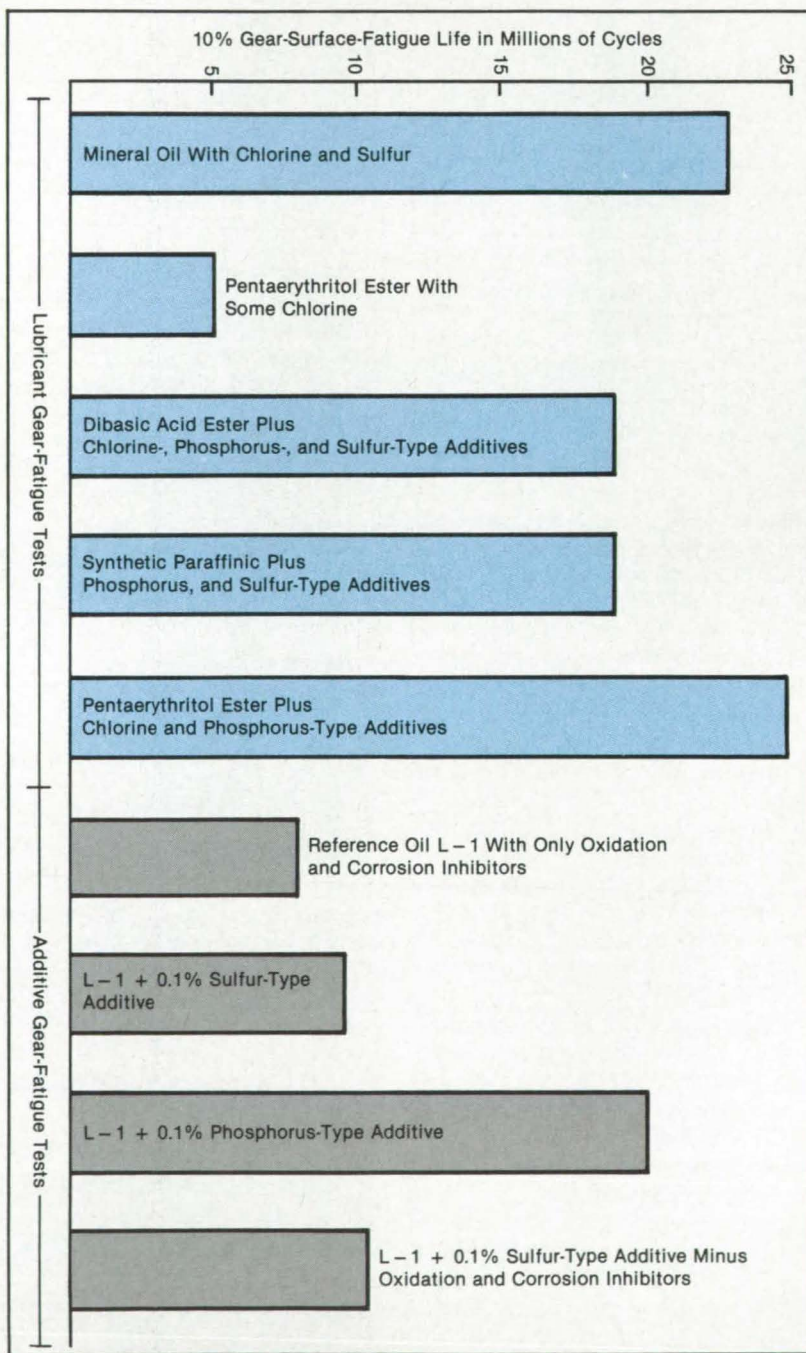 10% Gear-Surface-Fatigue Life in Millions of Cycles
5 10 15 20 25
Lubricant Gear-Fatigue Tests
Mineral Oil With Chlorine and Sulfur
Pentaerythritol Ester With
Some Chlorine
Dibasic Acid Ester Plus
Chlorine-, Phosphorus-, and Sulfur-Type Additives
Synthetic Paraffinic Plus
Phosphorus, and Sulfur-Type Additives
Pentaerythritol Ester Plus
Chlorine and Phosphorus-Type Additives
Additive Gear-Fatigue Tests
Reference Oil L–1 With Only Oxidation
and Corrosion Inhibitors
L–1 + 0.1% Sulfur-Type
Additive
L–1 + 0.1% Phosphorus-Type Additive
L–1 + 0.1% Sulfur-Type Additive Minus
Oxidation and Corrosion Inhibitors